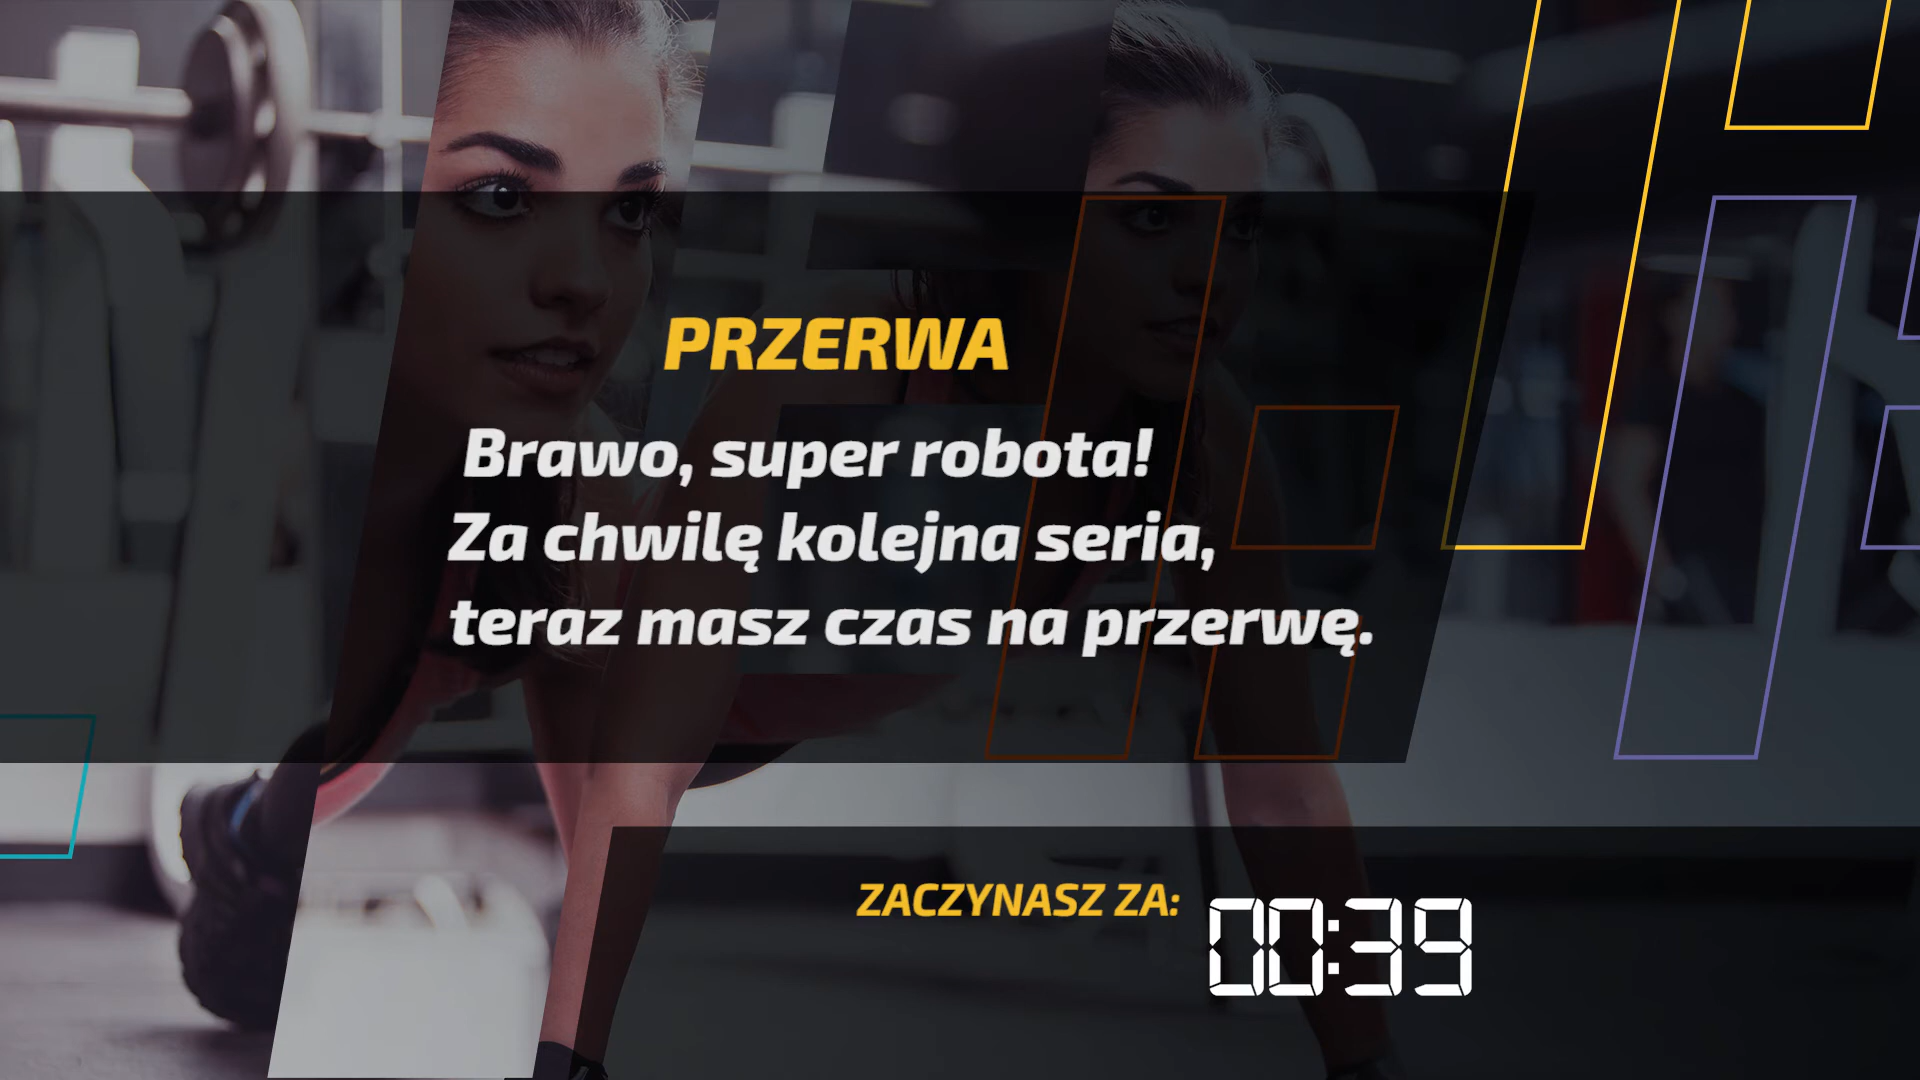 PRZERWA
Brawo, super robota!
Za chwilę kolejna seria,
teraz masz czas na przerwę.
ZACZYNASZ ZA: 00:39